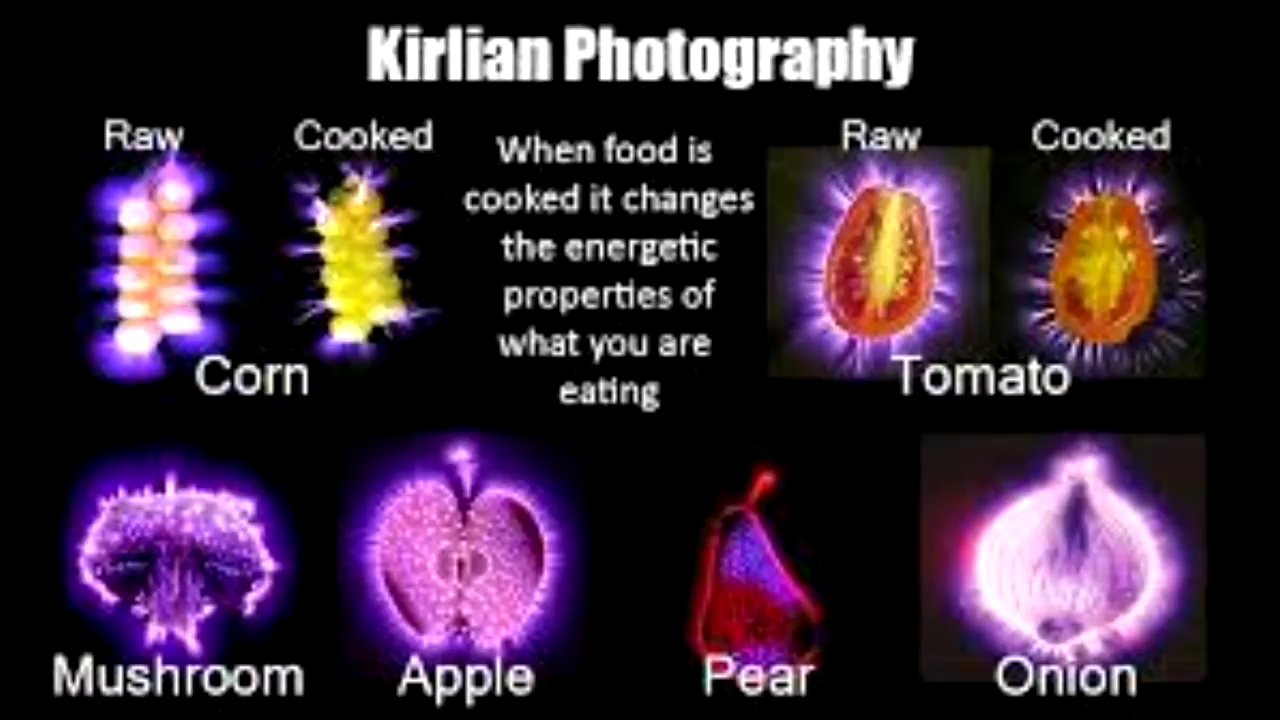 Kirlian Photography
Raw
Cooked
Corn
When food is
cooked it changes
the energetic
properties of
what you are
eating
Raw
Cooked
Tomato
Mushroom
Apple
Pear
Onion